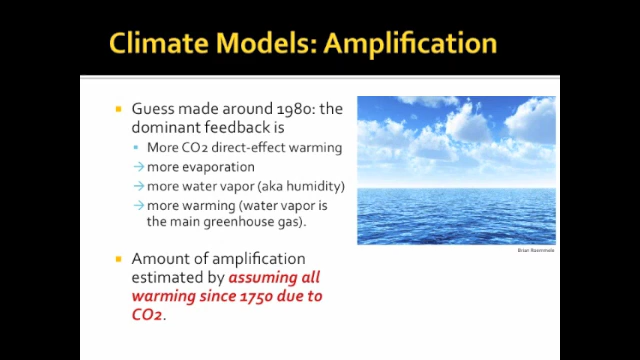 Climate Models: Amplification
Guess made around 1980: the
dominant feedback is
More CO2 direct-effect warming
→ more evaporation
→ more water vapor (aka humidity)
→ more warming (water vapor is
the main greenhouse gas).
Amount of amplification
estimated by assuming all
warming since 1750 due to
CO2.